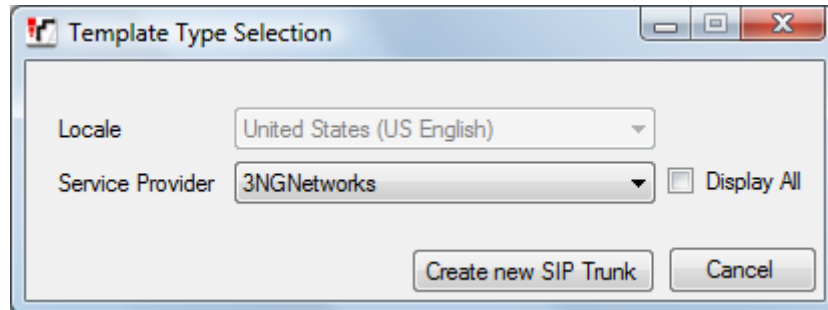 Template Type Selection
Locale United States (US English)
Service Provider 3NGNetworks Display All
Create new SIP Trunk Cancel